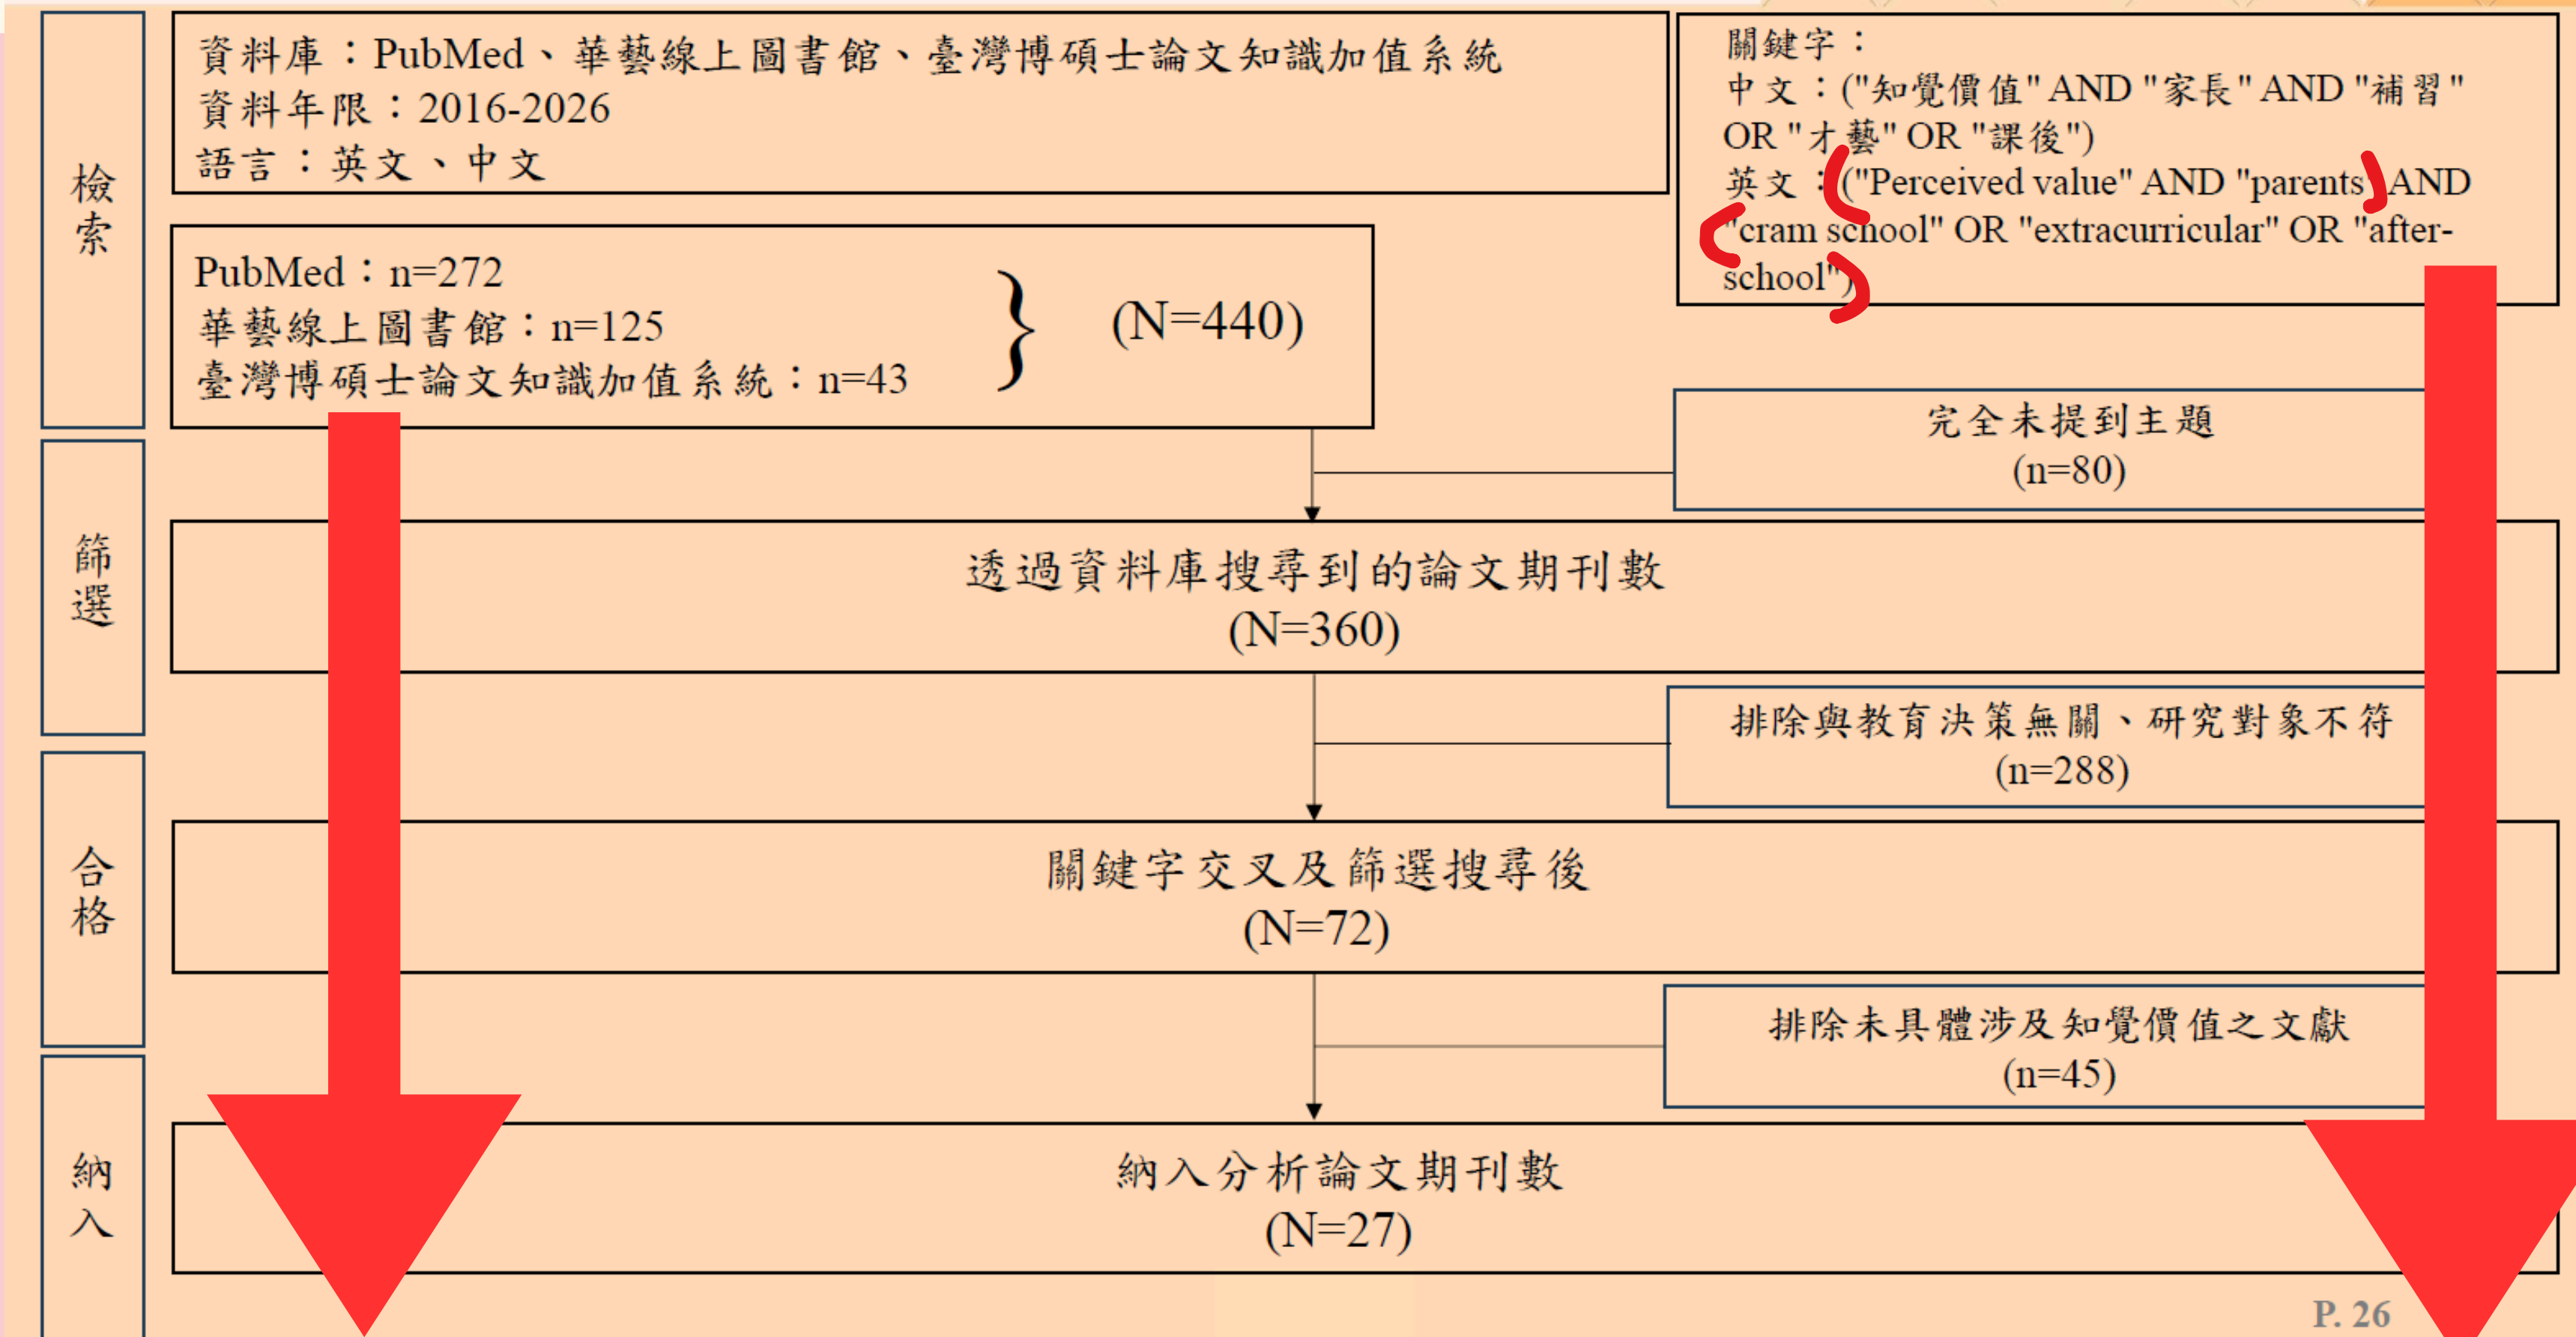 檢索
資料庫：PubMed、華藝線上圖書館、臺灣博碩士論文知識加值系統
資料年限：2016-2026
語言：英文、中文
關鍵字：
中文：("知覺價值" AND "家長" AND "補習"
OR "才藝" OR "課後")
英文：("Perceived value" AND "parents" AND
"cram school" OR "extracurricular" OR "after-
school")
PubMed：n=272
華藝線上圖書館：n=125
臺灣博碩士論文知識加值系統：n=43
} (N=440)
完全未提到主題
(n=80)
篩選
透過資料庫搜尋到的論文期刊數
(N=360)
排除與教育決策無關、研究對象不符
(n=288)
合格
關鍵字交叉及篩選搜尋後
(N=72)
排除未具體涉及知覺價值之文獻
(n=45)
納入
納入分析論文期刊數
(N=27)
P. 26